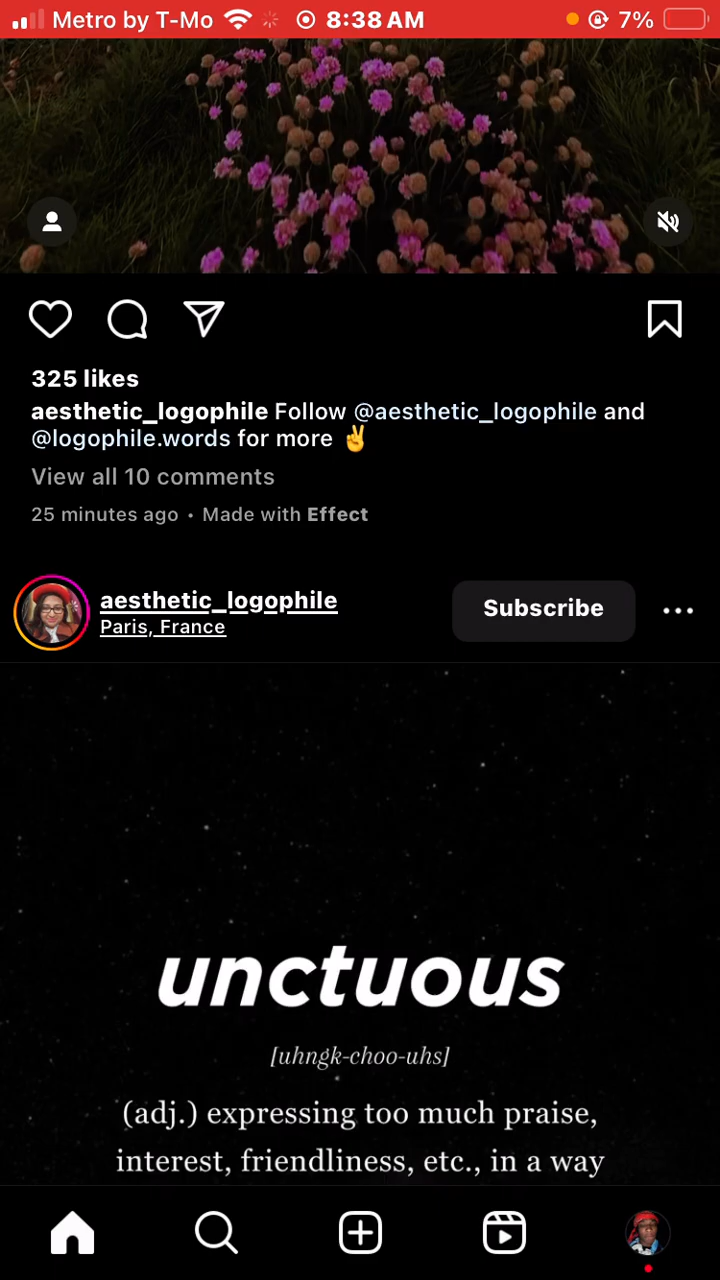 Metro by T-Mo 8:38 AM 7%
325 likes
aesthetic_logophile Follow @aesthetic_logophile and
@logophile.words for more ✌️
View all 10 comments
25 minutes ago • Made with Effect
aesthetic_logophile
Paris, France
Subscribe
unctuous
[uhngk-choo-uhs]
(adj.) expressing too much praise,
interest, friendliness, etc., in a way